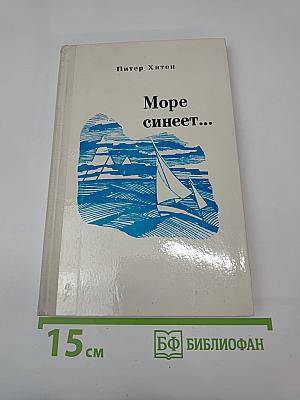 Питер Хитон
Море
синеет...
15 см
БФ БИБЛИОФАН